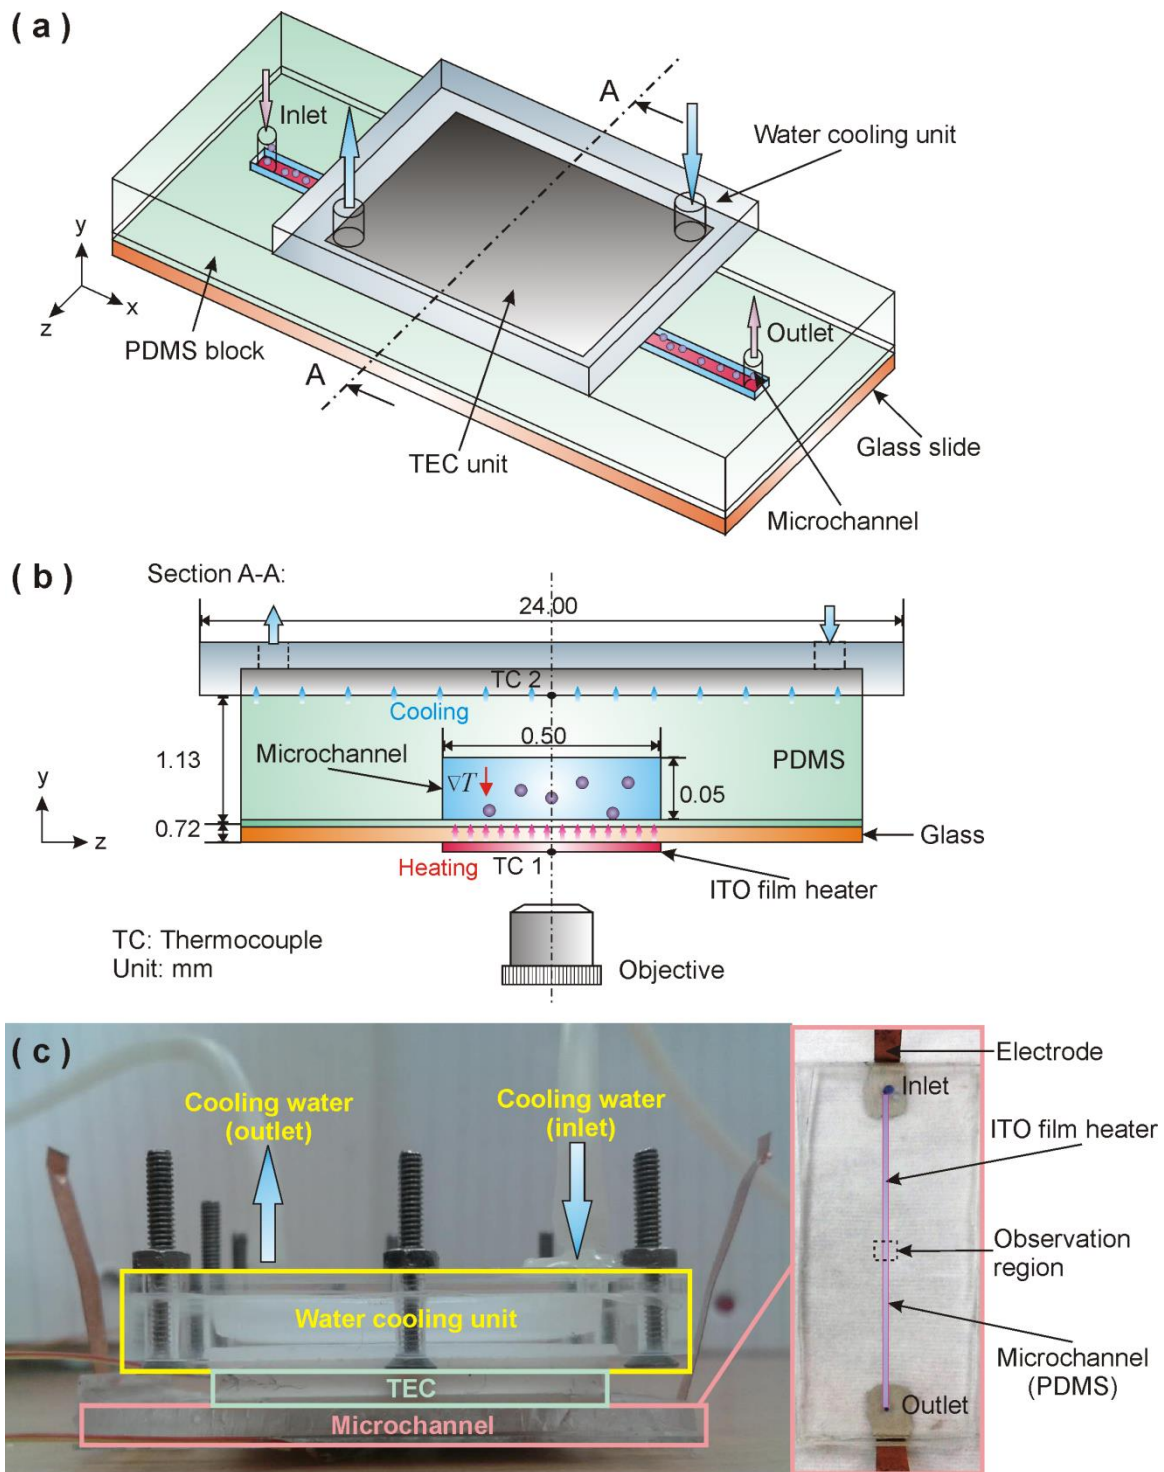 ( a )
Inlet
A
Water cooling unit
y
x
z
PDMS block
A
TEC unit
Outlet
Glass slide
Microchannel
( b )
Section A-A:
24.00
TC 2
Cooling
0.50
Microchannel
PDMS
1.13
∇T
0.05
y
0.72
z
Glass
Heating
TC 1
ITO film heater
TC: Thermocouple
Unit: mm
Objective
( c )
Cooling water
(outlet)
Cooling water
(inlet)
Water cooling unit
TEC
Microchannel
Electrode
Inlet
ITO film heater
Observation
region
Microchannel
(PDMS)
Outlet